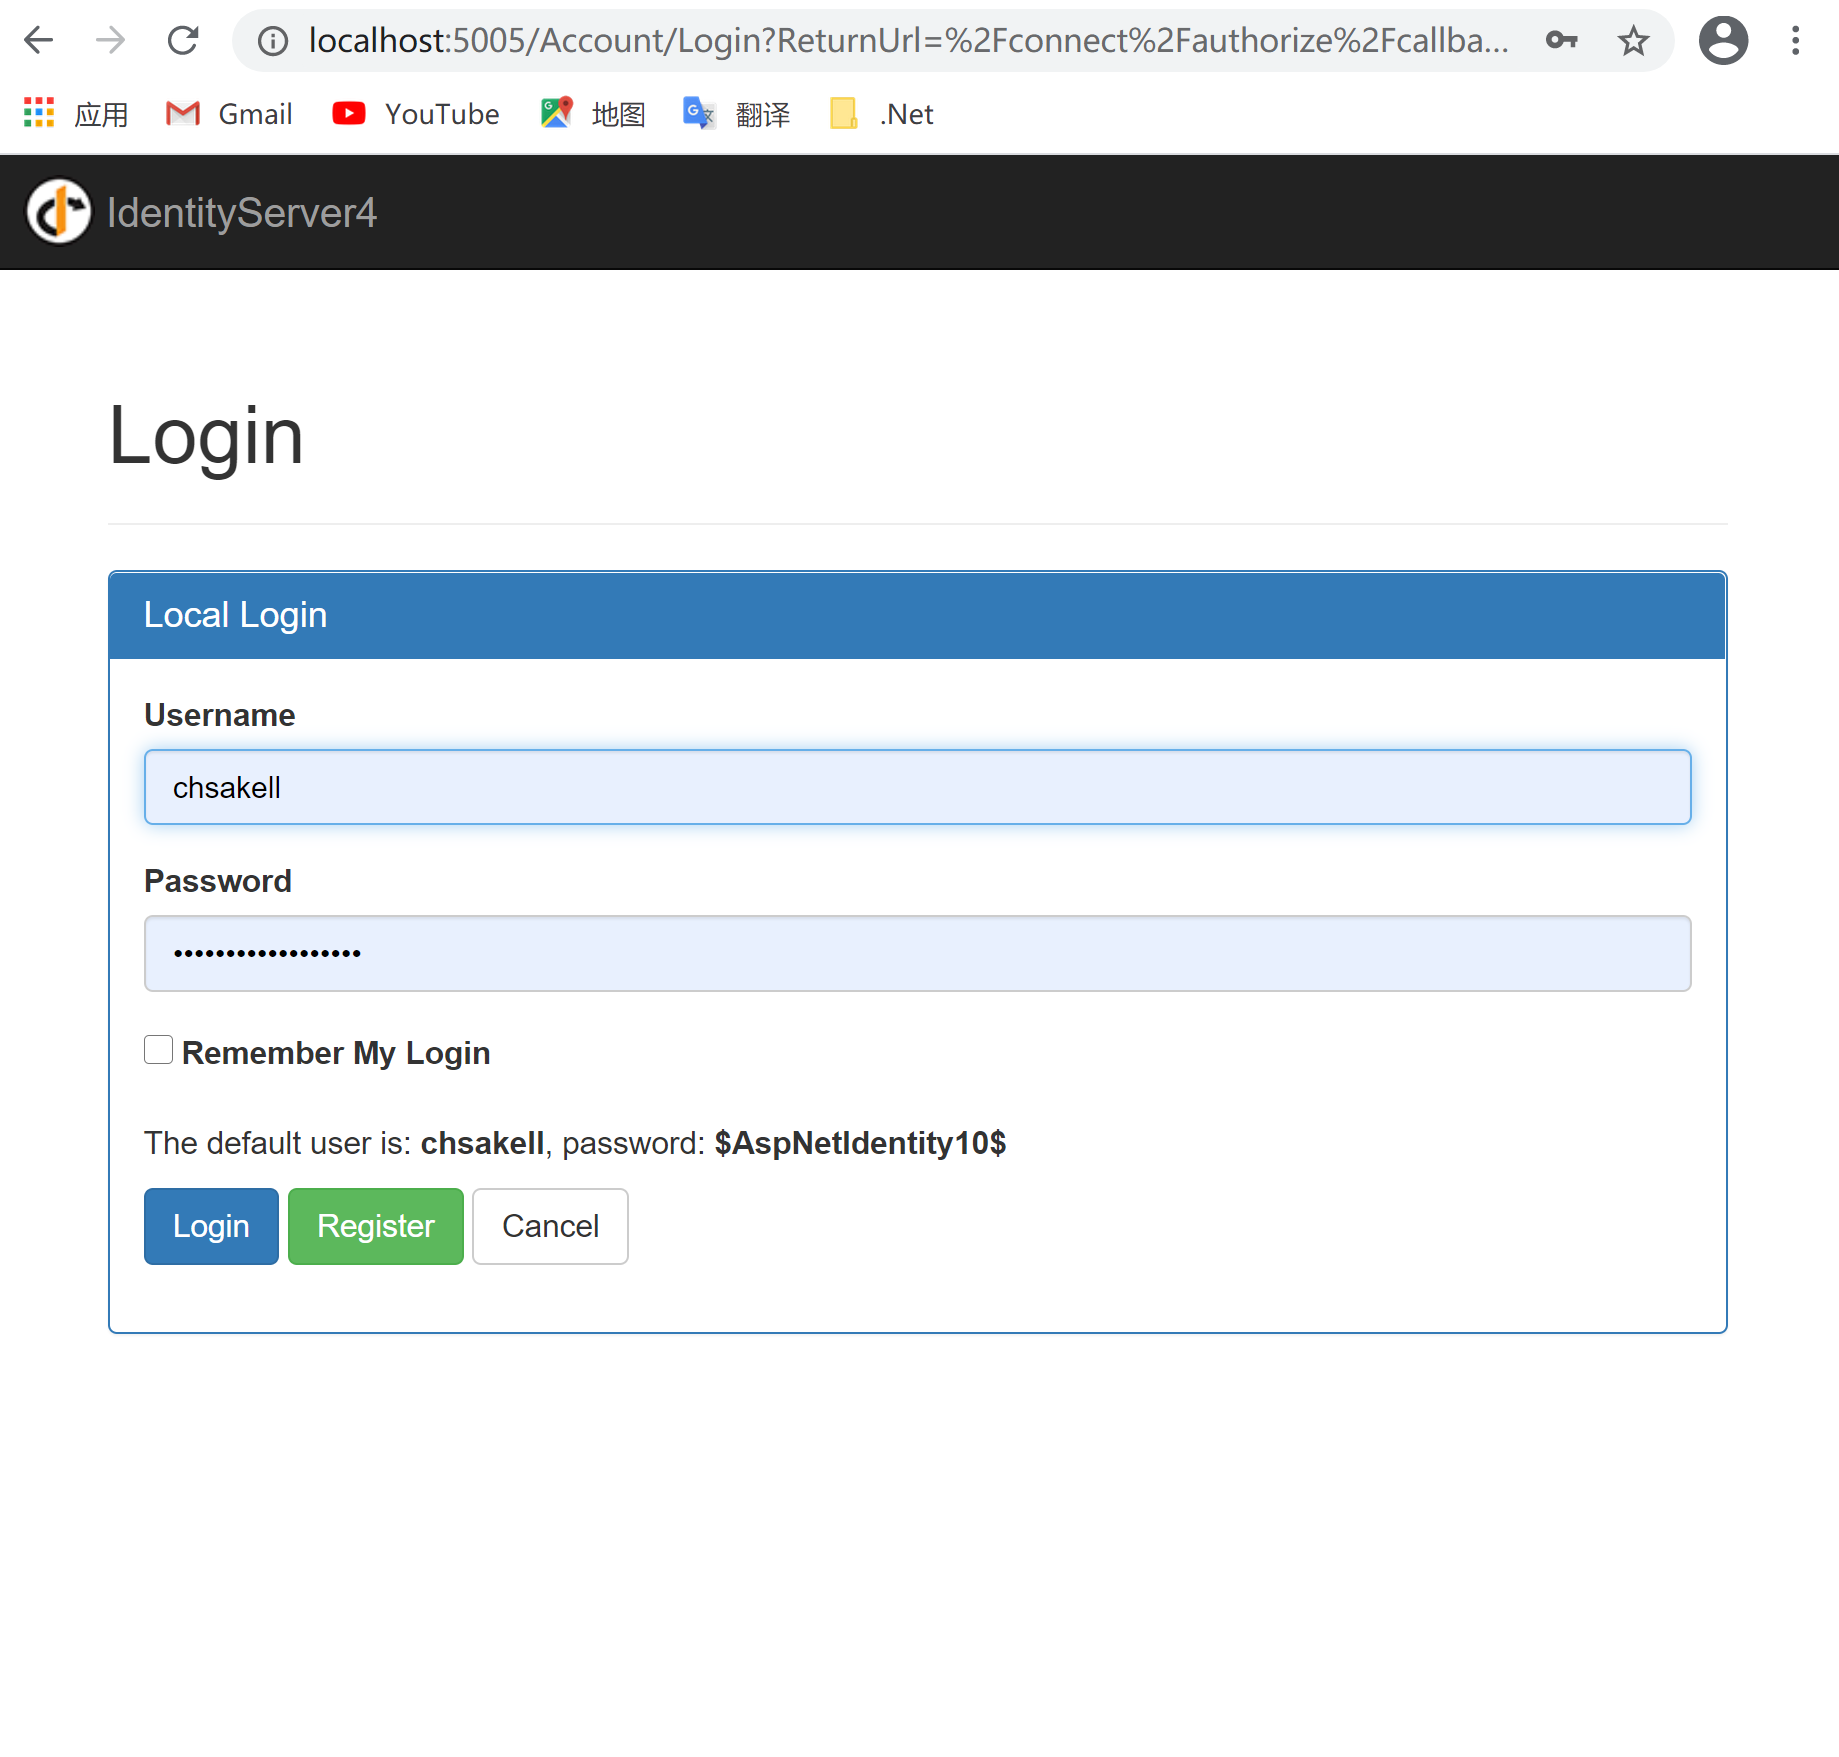 localhost:5005/Account/Login?ReturnUrl=%2Fconnect%2Fauthorize%2Fcallba...
应用 Gmail YouTube 地图 翻译 .Net
IdentityServer4
Login
Local Login
Username
chsakell
Password
••••••••••••••••••
Remember My Login
The default user is: chsakell, password: $AspNetIdentity10$
Login Register Cancel